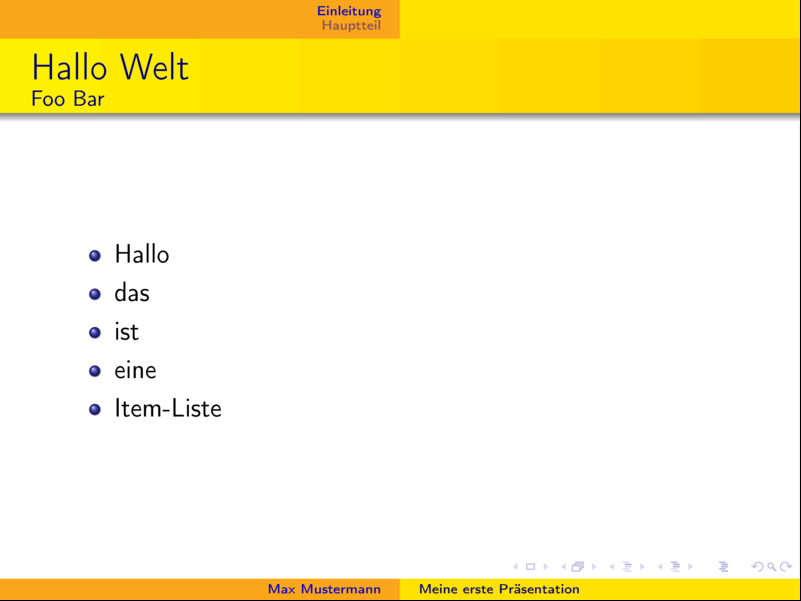 Einleitung
Hauptteil
Hallo Welt
Foo Bar
Hallo
das
ist
eine
Item-Liste
Max Mustermann
Meine erste Präsentation